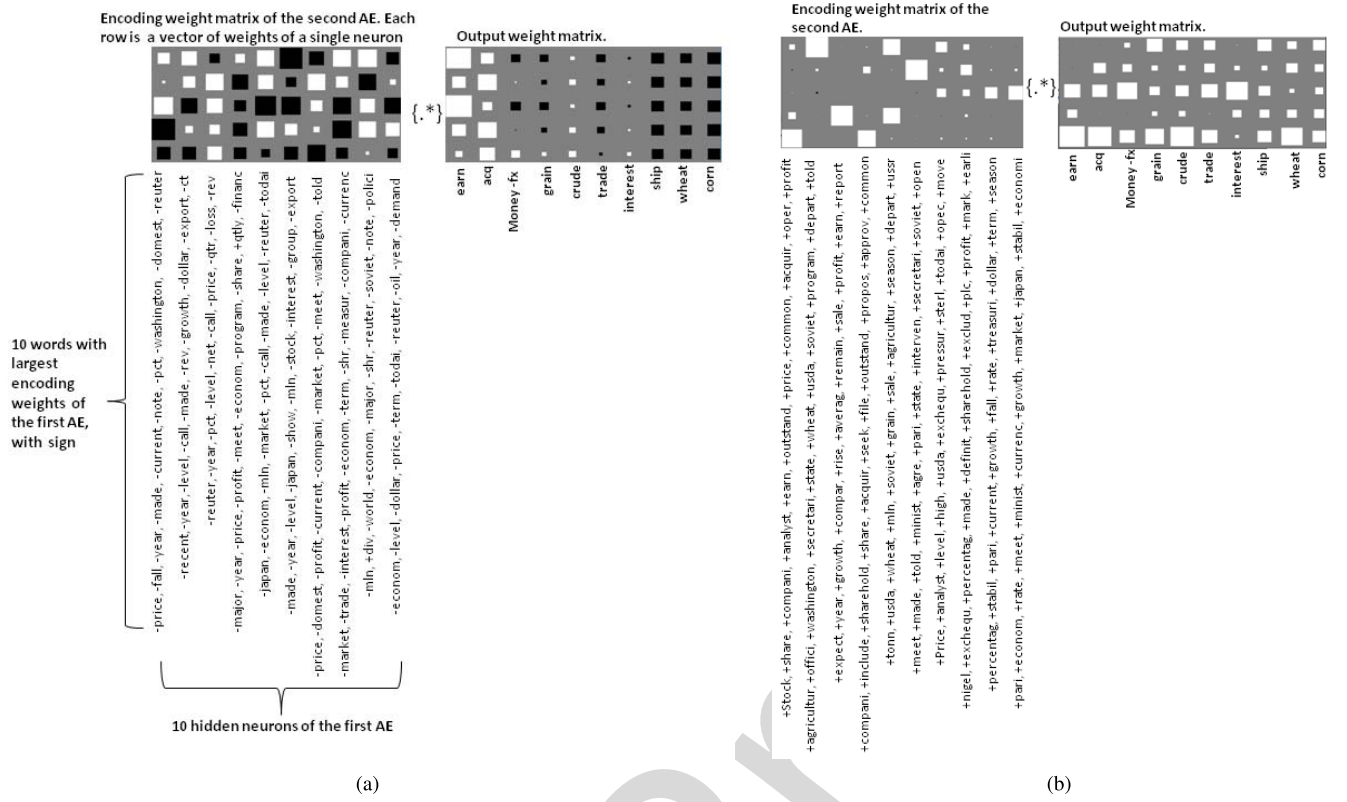 Encoding weight matrix of the second AE. Each
row is a vector of weights of a single neuron
Output weight matrix.
{.*}
earn
acq
Money-fx
grain
crude
trade
interest
ship
wheat
corn
10 words with
largest
encoding
weights of
the first AE,
with sign
-price, -fall, -year, -made, -current, -note, -pct, -washington, -domest, -reuter
-recent, -year, -level, -call, -made, -rev, -growth, -dollar, -export, -ct
-reuter, -year, -pct, -level, -net, -call, -price, -qtr, -loss, -rev
-major, -year, -price, -profit, -meet, -econom, -program, -share, +qtly, -financ
-japan, -econom, -mln, -market, -pct, -call, -made, -level, -reuter, -todai
-made, -year, -level, -japan, -show, -mln, -stock, -interest, -group, -export
-price, -domest, -profit, -current, -compani, -market, -pct, -meet, -washington, -told
-market, -trade, -interest, -profit, -econom, -term, -shr, -measur, -compani, -currenc
-mln, +div, -world, -econom, -major, -shr, -reuter, -soviet, -note, -polici
-econom, -level, -dollar, -price, -term, -todai, -reuter, -oil, -year, -demand
10 hidden neurons of the first AE
(a)
Encoding weight matrix of the
second AE.
Output weight matrix.
{.*}
earn
acq
Money-fx
grain
crude
trade
interest
ship
wheat
corn
+Stock, +share, +compani, +analyst, +earn, +outstand, +price, +common, +acquir, +oper, +profit
+agricultur, +offici, +washington, +secretari, +state, +wheat, +usda, +soviet, +program, +depart, +told
+expect, +year, +growth, +compar, +rise, +averag, +remain, +sale, +profit, +earn, +report
+compani, +include, +sharehold, +share, +acquir, +seek, +file, +outstand, +propos, +approv, +common
+tonn, +usda, +wheat, +mln, +soviet, +grain, +sale, +agricultur, +season, +depart, +ussr
+meet, +made, +told, +minist, +agre, +pari, +state, +interven, +secretari, +soviet, +open
+Price, +analyst, +level, +high, +usda, +exchequ, +pressur, +sterl, +todai, +opec, +move
+nigel, +exchequ, +percentag, +made, +definit, +sharehold, +exclud, +plc, +profit, +mark, +earli
+percentag, +stabil, +pari, +current, +growth, +fall, +rate, +treasuri, +dollar, +term, +season
+pari, +econom, +rate, +meet, +minist, +currenc, +growth, +market, +japan, +stabil, +economi
(b)